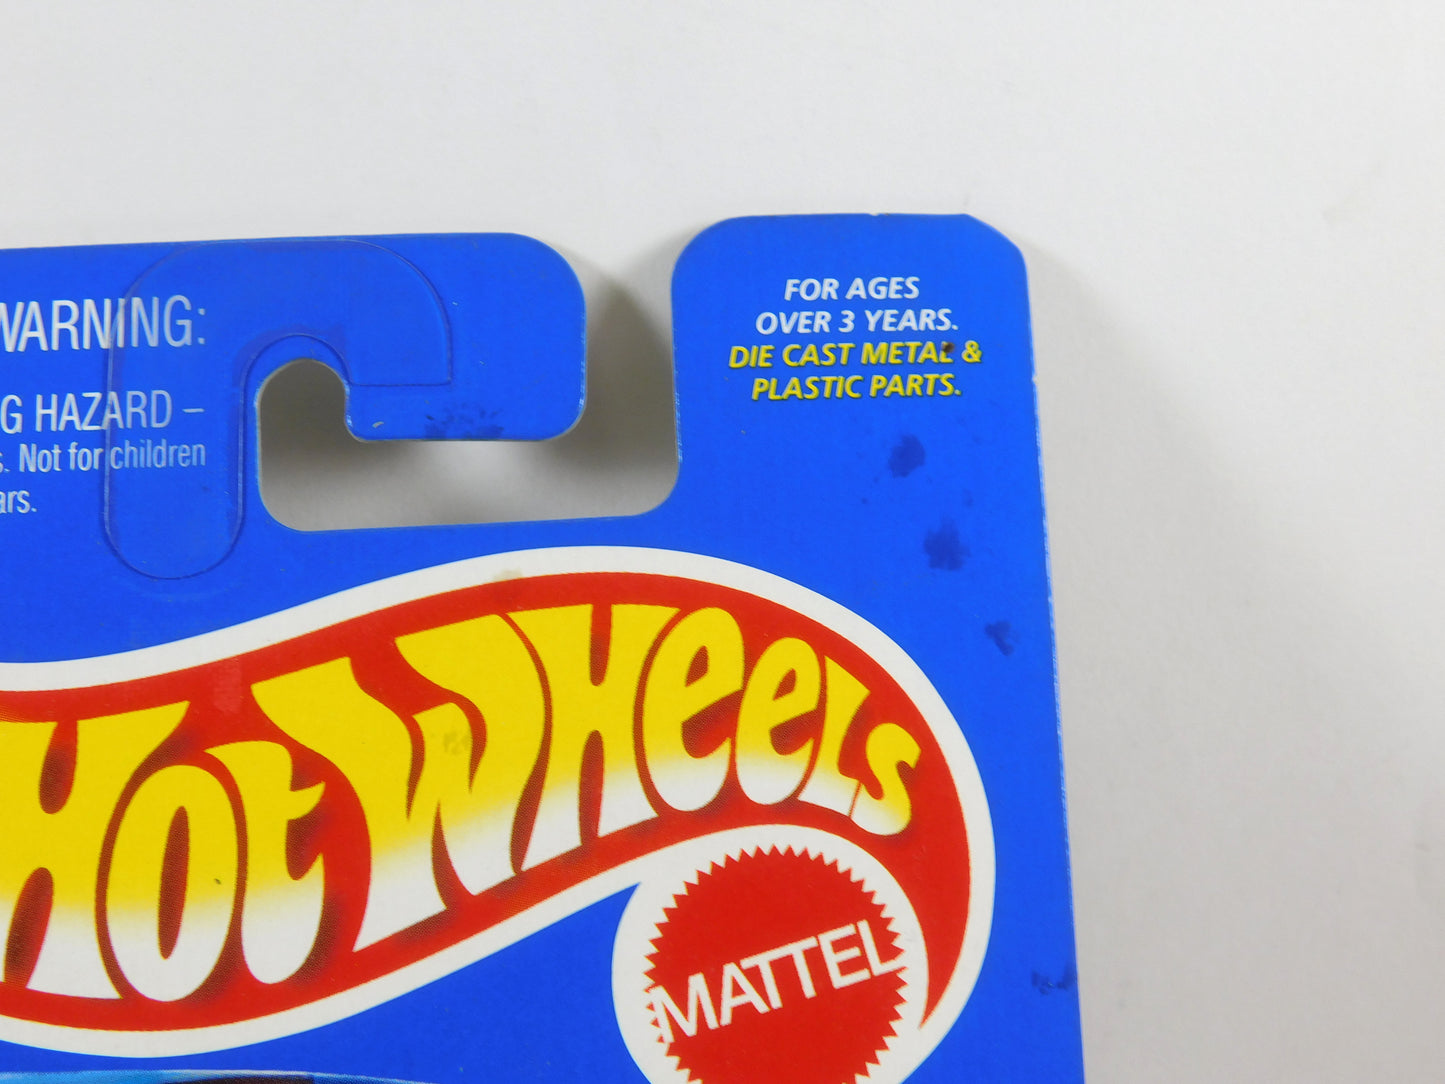 WARNING:
G HAZARD –
s. Not for children
ars.
FOR AGES
OVER 3 YEARS.
DIE CAST METAL &
PLASTIC PARTS.
HOT WHEELS
MATTEL